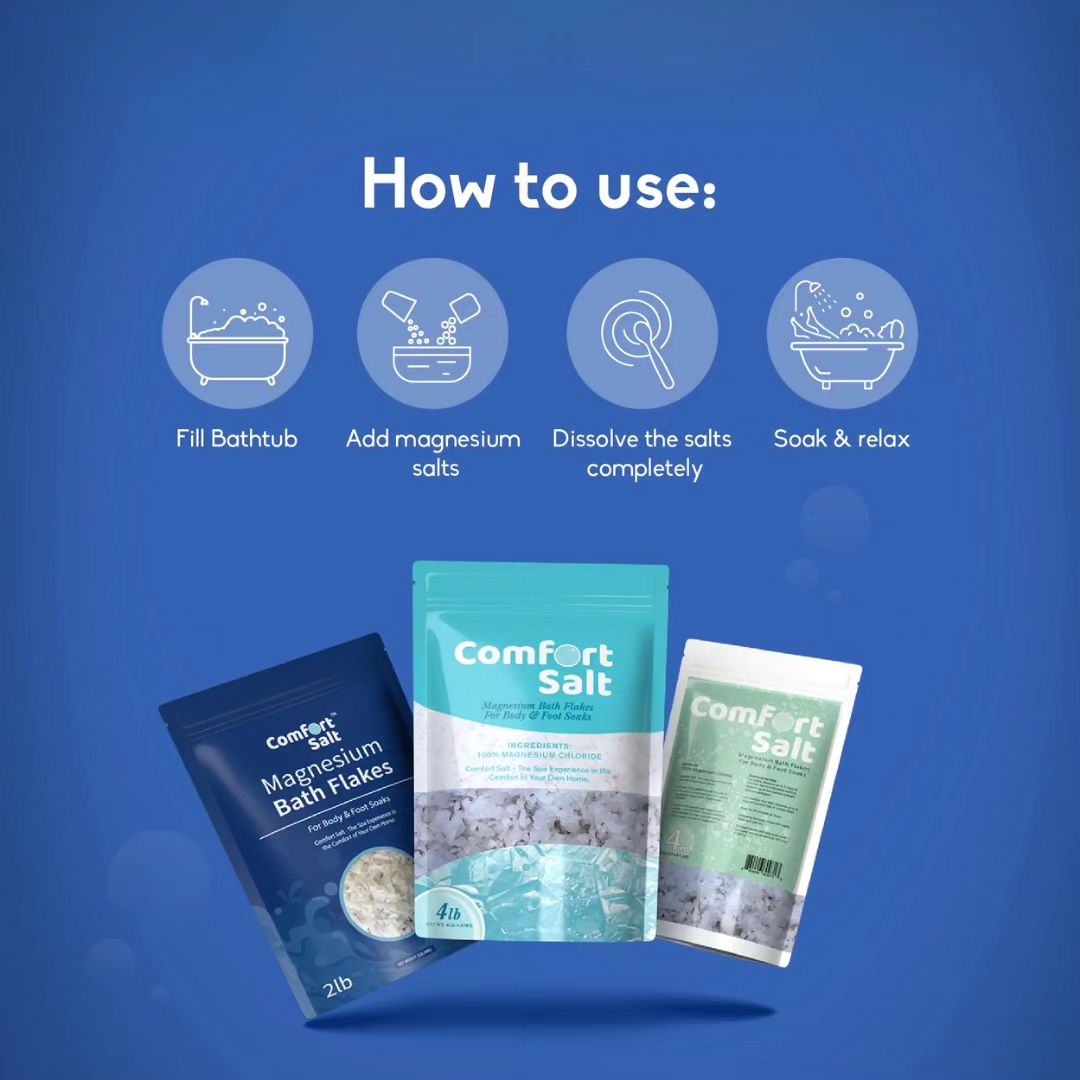 How to use:
Fill Bathtub
Add magnesium
salts
Dissolve the salts
completely
Soak & relax
Comfort™
Salt
Magnesium
Bath Flakes
For Body & Foot Soaks
Comfort Salt - The Spa Experience in
the Comfort of Your Own Home.
2lb
Comfort
Salt
Magnesium Bath Flakes
For Body & Foot Soaks
INGREDIENTS:
100% MAGNESIUM CHLORIDE
Comfort Salt - The Spa Experience in the
Comfort of Your Own Home.
4lb
Comfort
Salt
Magnesium Bath Flakes
For Body & Foot Soaks
4